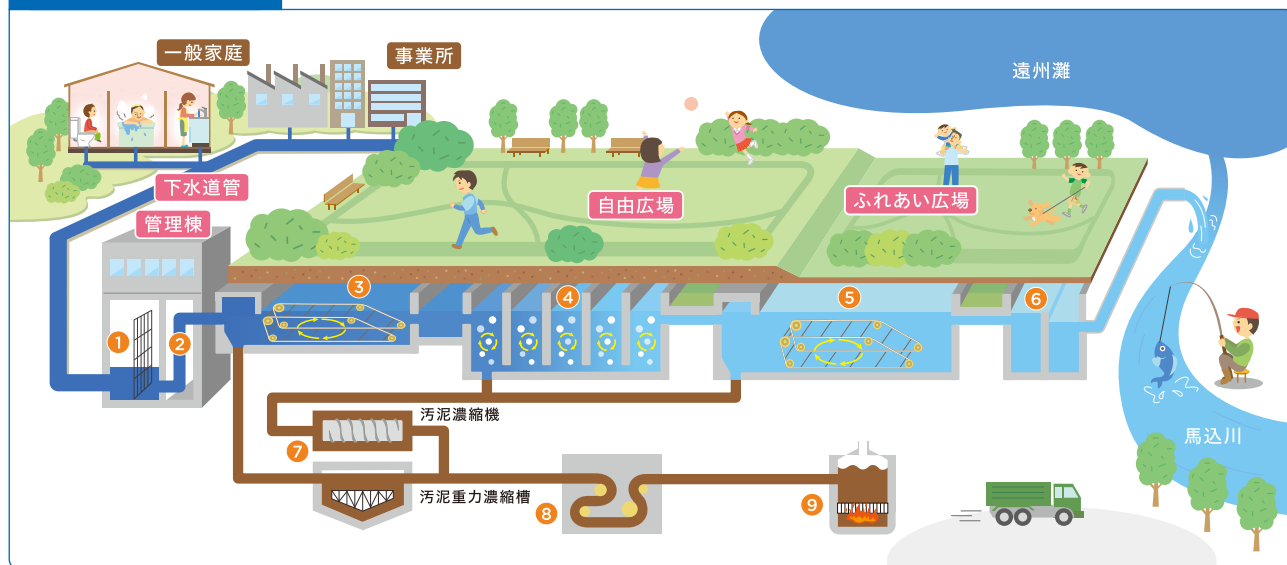 一般家庭
事業所
遠州灘
下水道管
管理棟
自由広場
ふれあい広場
1
2
3
4
5
6
馬込川
汚泥濃縮機
7
汚泥重力濃縮槽
8
9